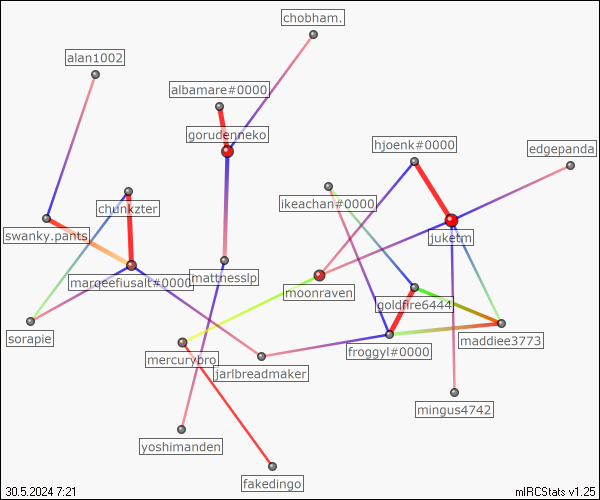 chobham.
alan1002
albamare#0000
gorudenneko
hjoenk#0000
edgepanda
ikeachan#0000
chunkzter
swanky.pants
juketm
marqeefiusalt#0000
mattnesslp
moonraven
goldfire6444
sorapie
maddiee3773
froggyl#0000
mercurybro
jarlbreadmaker
mingus4742
yoshimanden
fakedingo
30.5.2024 7:21
mIRCStats v1.25